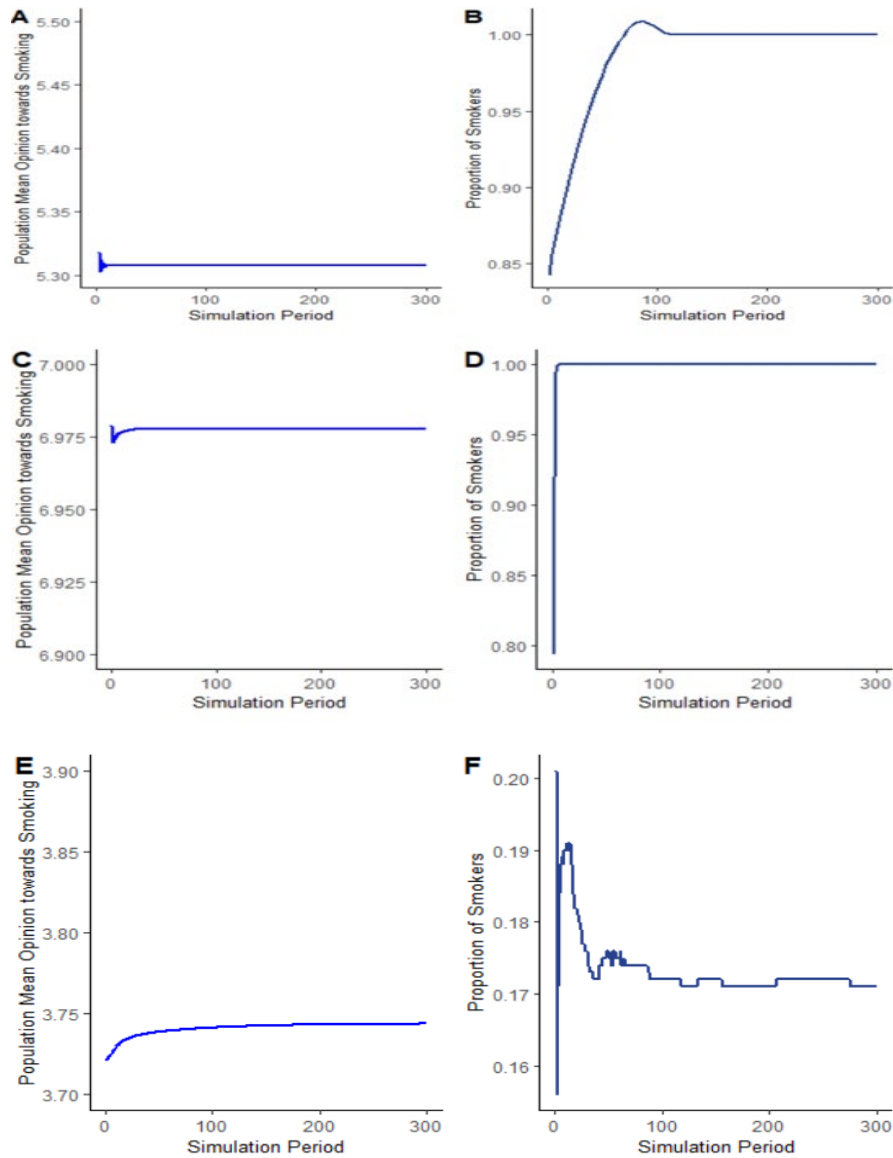 A
Population Mean Opinion towards Smoking
5.50
5.45
5.40
5.35
5.30
0 100 200 300
Simulation Period
B
Proportion of Smokers
1.00
0.95
0.90
0.85
0 100 200 300
Simulation Period
C
Population Mean Opinion towards Smoking
7.000
6.975
6.950
6.925
6.900
0 100 200 300
Simulation Period
D
Proportion of Smokers
1.00
0.95
0.90
0.85
0.80
0 100 200 300
Simulation Period
E
Population Mean Opinion towards Smoking
3.90
3.85
3.80
3.75
3.70
0 100 200 300
Simulation Period
F
Proportion of Smokers
0.20
0.19
0.18
0.17
0.16
0 100 200 300
Simulation Period